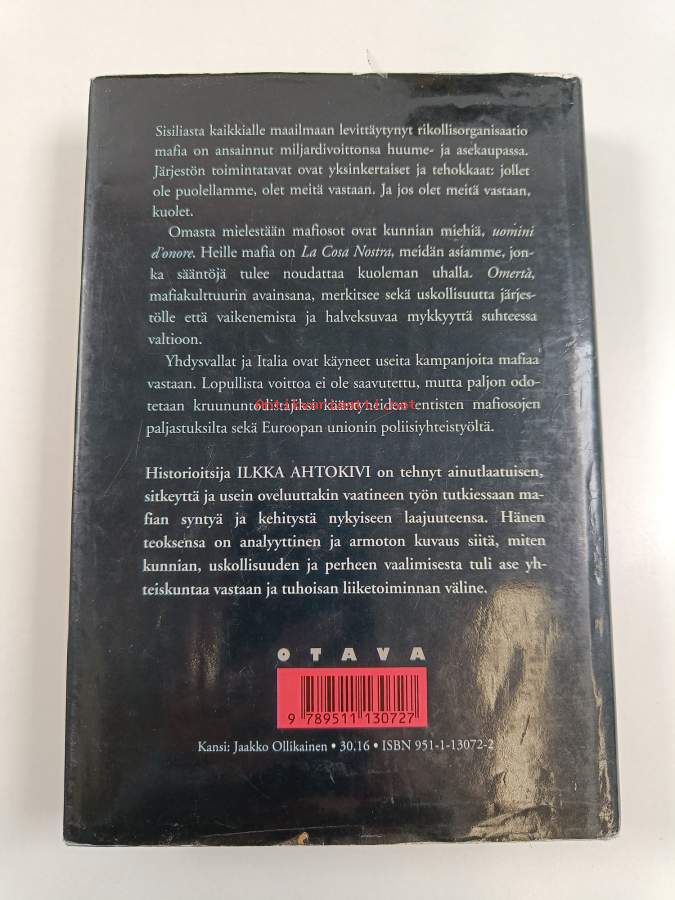 Sisiliasta kaikkialle maailmaan levittäytynyt rikollisorganisaatio
mafia on ansainnut miljardivoittonsa huume- ja asekaupassa.
Järjestön toimintatavat ovat yksinkertaiset ja tehokkaat: jollet
ole puolellamme, olet meitä vastaan. Ja jos olet meitä vastaan,
kuolet.
Omasta mielestään mafiosot ovat kunnian miehiä, uomini
d'onore. Heille mafia on La Cosa Nostra, meidän asiamme, jon-
ka sääntöjä tulee noudattaa kuoleman uhalla. Omertà,
mafiakulttuurin avainsana, merkitsee sekä uskollisuutta järjes-
tölle että vaikenemista ja halveksuvaa mykkyyttä suhteessa
valtioon.
Yhdysvallat ja Italia ovat käyneet useita kampanjoita mafiaa
vastaan. Lopullista voittoa ei ole saavutettu, mutta paljon odo-
tetaan kruununtodistajiksi kääntyneiden entisten mafiosojen
paljastuksilta sekä Euroopan unionin poliisiyhteistyöltä.
Historioitsija ILKKA AHTOKIVI on tehnyt ainutlaatuisen,
sitkeyttä ja usein oveluuttakin vaatineen työn tutkiessaan ma-
fian syntyä ja kehitystä nykyiseen laajuuteensa. Hänen
teoksensa on analyyttinen ja armoton kuvaus siitä, miten
kunnian, uskollisuuden ja perheen vaalimisesta tuli ase yh-
teiskuntaa vastaan ja tuhoisan liiketoiminnan väline.
OTAVA
9 789511 130727
Kansi: Jaakko Ollikainen • 30,16 • ISBN 951-1-13072-2